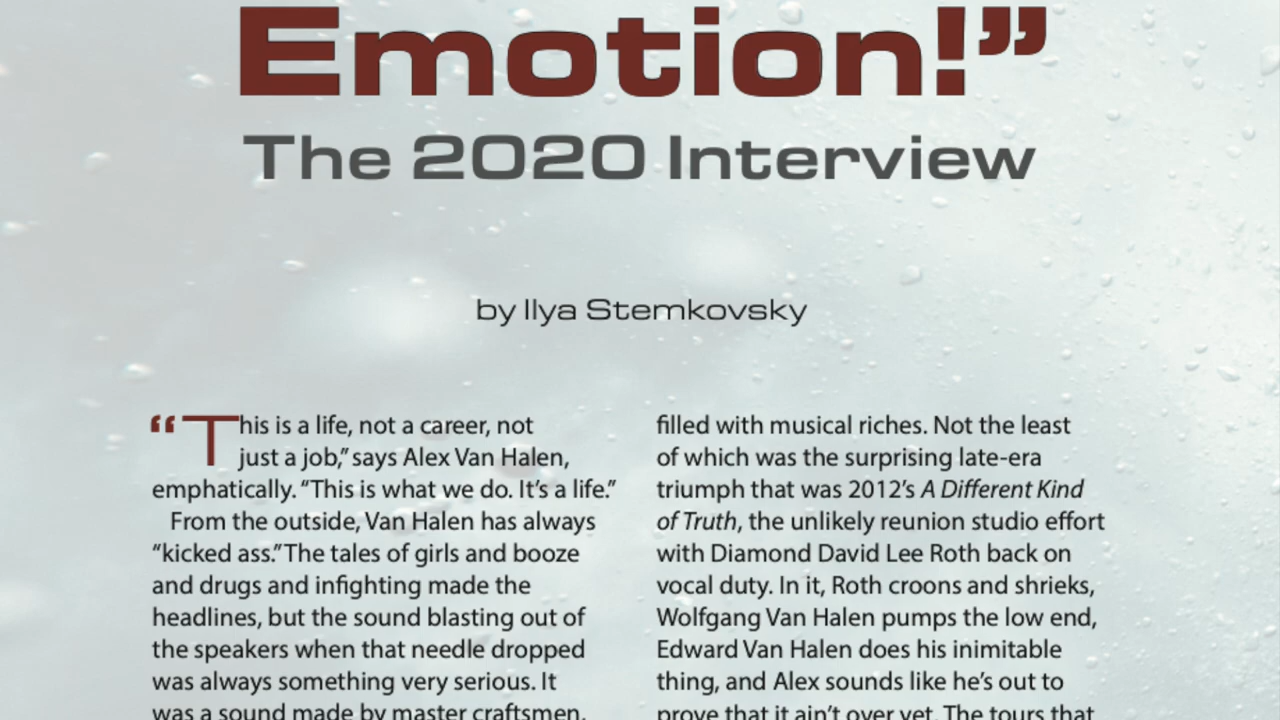 Emotion!”
The 2020 Interview
by Ilya Stemkovsky
“This is a life, not a career, not
just a job,” says Alex Van Halen,
emphatically. “This is what we do. It’s a life.”
From the outside, Van Halen has always
“kicked ass.” The tales of girls and booze
and drugs and infighting made the
headlines, but the sound blasting out of
the speakers when that needle dropped
was always something very serious. It
was a sound made by master craftsmen,
filled with musical riches. Not the least
of which was the surprising late-era
triumph that was 2012’s A Different Kind
of Truth, the unlikely reunion studio effort
with Diamond David Lee Roth back on
vocal duty. In it, Roth croons and shrieks,
Wolfgang Van Halen pumps the low end,
Edward Van Halen does his inimitable
thing, and Alex sounds like he’s out to
prove that it ain’t over yet. The tours that